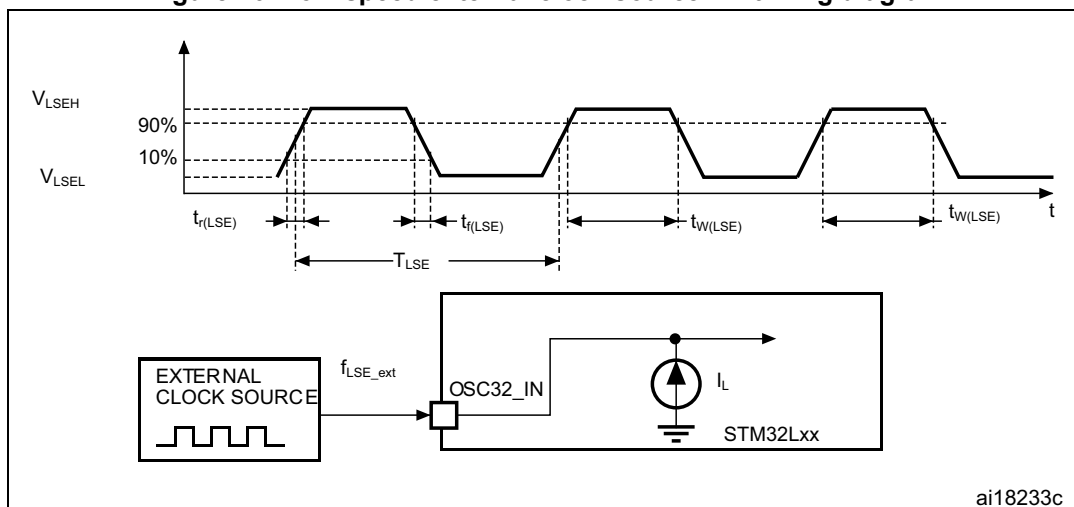 V_LSEH
90%
10%
V_LSEL
t_r(LSE)
t_f(LSE)
t_W(LSE)
t_W(LSE)
t
T_LSE
EXTERNAL
CLOCK SOURCE
f_LSE_ext
OSC32_IN
I_L
STM32Lxx
ai18233c